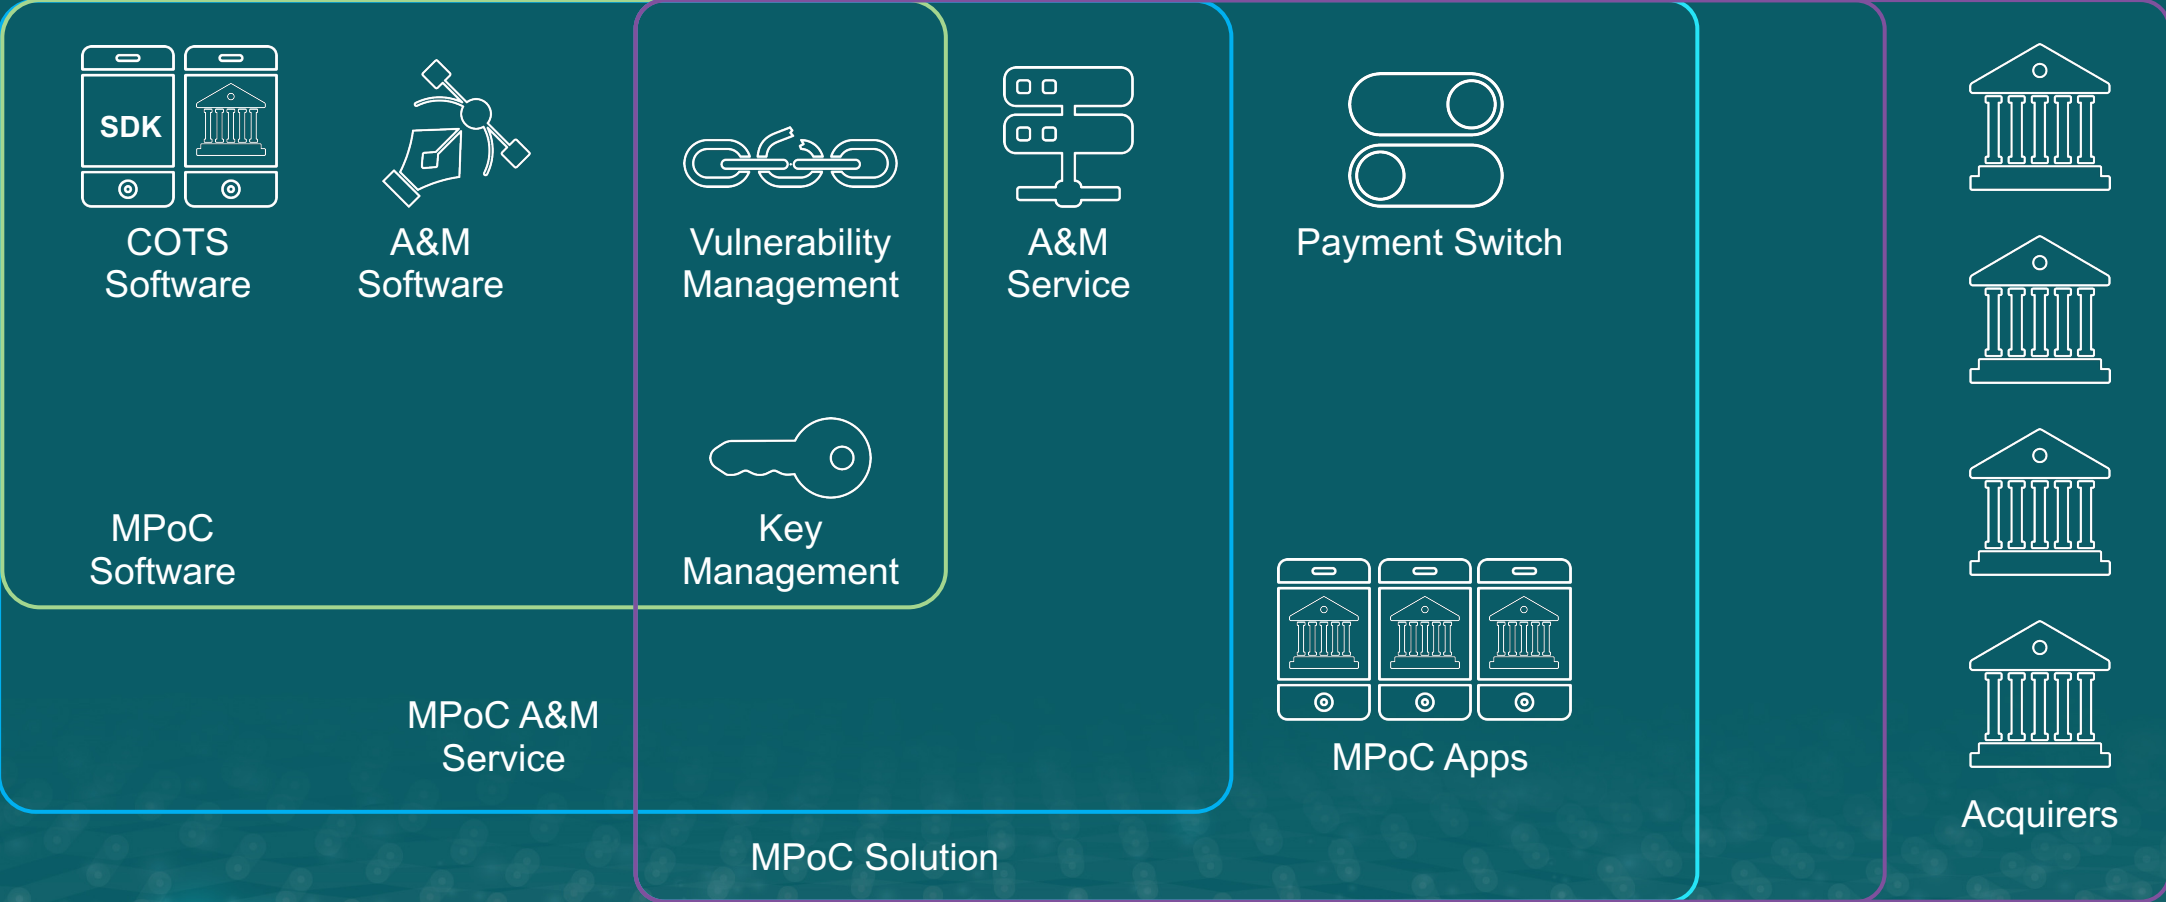 SDK
COTS
Software
A&M
Software
Vulnerability
Management
A&M
Service
Payment Switch
MPoC
Software
Key
Management
MPoC A&M
Service
MPoC Apps
Acquirers
MPoC Solution